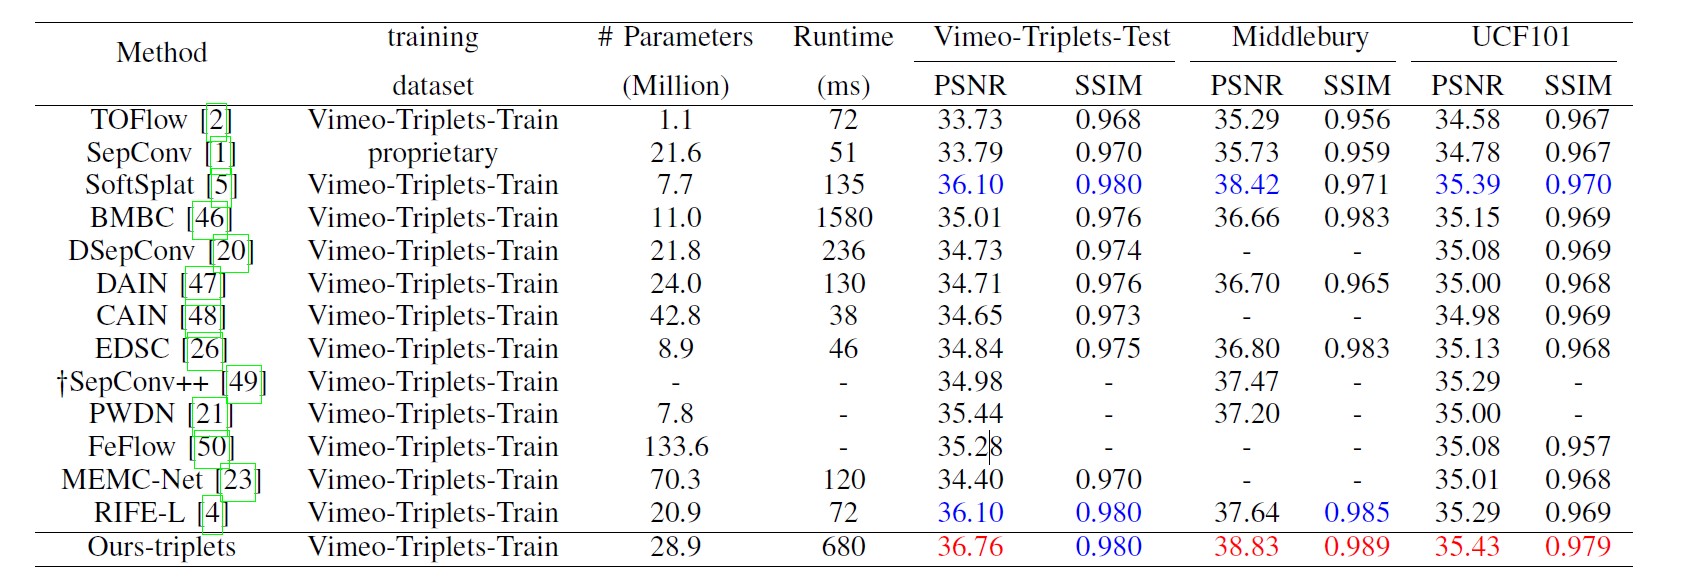 Method training dataset # Parameters (Million) Runtime (ms) Vimeo-Triplets-Test Middlebury UCF101
PSNR SSIM PSNR SSIM PSNR SSIM
TOFlow [2] Vimeo-Triplets-Train 1.1 72 33.73 0.968 35.29 0.956 34.58 0.967
SepConv [1] proprietary 21.6 51 33.79 0.970 35.73 0.959 34.78 0.967
SoftSplat [5] Vimeo-Triplets-Train 7.7 135 36.10 0.980 38.42 0.971 35.39 0.970
BMBC [46] Vimeo-Triplets-Train 11.0 1580 35.01 0.976 36.66 0.983 35.15 0.969
DSepConv [20] Vimeo-Triplets-Train 21.8 236 34.73 0.974 - - 35.08 0.969
DAIN [47] Vimeo-Triplets-Train 24.0 130 34.71 0.976 36.70 0.965 35.00 0.968
CAIN [48] Vimeo-Triplets-Train 42.8 38 34.65 0.973 - - 34.98 0.969
EDSC [26] Vimeo-Triplets-Train 8.9 46 34.84 0.975 36.80 0.983 35.13 0.968
†SepConv++ [49] Vimeo-Triplets-Train - - 34.98 - 37.47 - 35.29 -
PWDN [21] Vimeo-Triplets-Train 7.8 - 35.44 - 37.20 - 35.00 -
FeFlow [50] Vimeo-Triplets-Train 133.6 - 35.28 - - - 35.08 0.957
MEMC-Net [23] Vimeo-Triplets-Train 70.3 120 34.40 0.970 - - 35.01 0.968
RIFE-L [4] Vimeo-Triplets-Train 20.9 72 36.10 0.980 37.64 0.985 35.29 0.969
Ours-triplets Vimeo-Triplets-Train 28.9 680 36.76 0.980 38.83 0.989 35.43 0.979